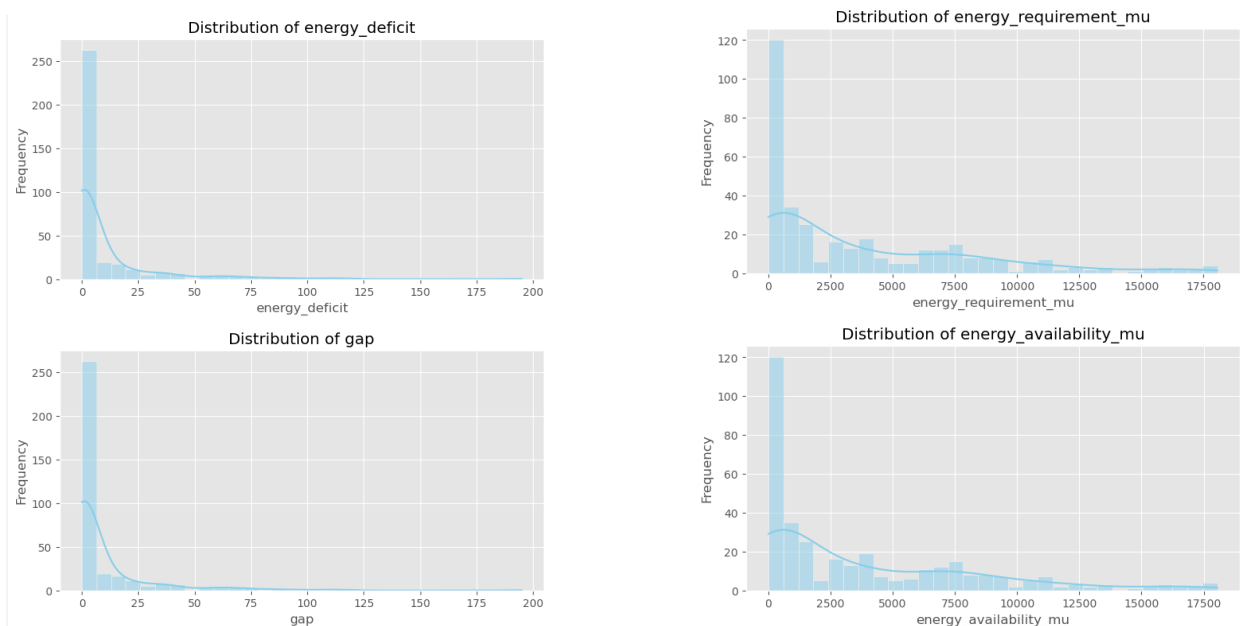 Distribution of energy_deficit
Frequency
250
200
150
100
50
0
0 25 50 75 100 125 150 175 200
energy_deficit
Distribution of energy_requirement_mu
Frequency
120
100
80
60
40
20
0
0 2500 5000 7500 10000 12500 15000 17500
energy_requirement_mu
Distribution of gap
Frequency
250
200
150
100
50
0
0 25 50 75 100 125 150 175 200
gap
Distribution of energy_availability_mu
Frequency
120
100
80
60
40
20
0
0 2500 5000 7500 10000 12500 15000 17500
energy_availability_mu